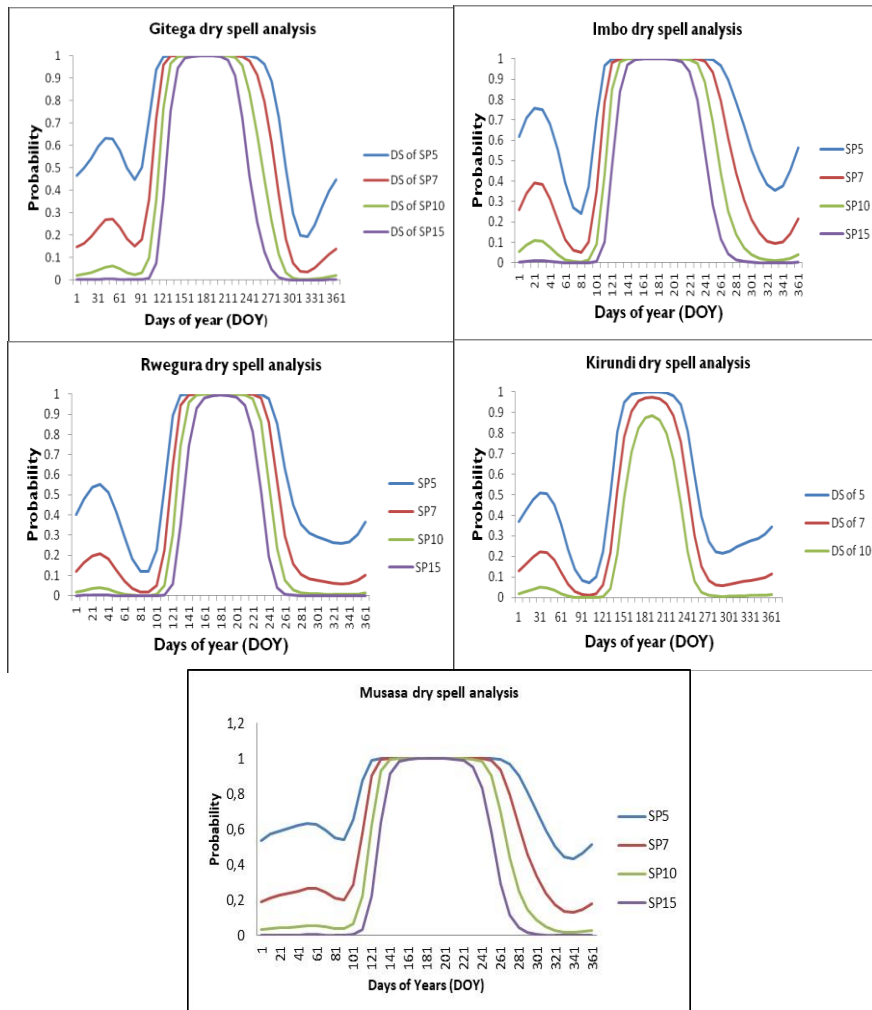 Gitega dry spell analysis
1
0.9
0.8
0.7
0.6
0.5
0.4
0.3
0.2
0.1
0
Probability
1 31 61 91 121 151 181 211 241 271 301 331 361
Days of year (DOY)
DS of SP5
DS of SP7
DS of SP10
DS of SP15
Imbo dry spell analysis
1
0.9
0.8
0.7
0.6
0.5
0.4
0.3
0.2
0.1
0
Probability
1 21 41 61 81 101 121 141 161 181 201 221 241 261 281 301 321 341 361
Days of year (DOY)
SP5
SP7
SP10
SP15
Rwegura dry spell analysis
1
0.9
0.8
0.7
0.6
0.5
0.4
0.3
0.2
0.1
0
Probability
1 21 41 61 81 101 121 141 161 181 201 221 241 261 281 301 321 341 361
Days of year (DOY)
SP5
SP7
SP10
SP15
Kirundi dry spell analysis
1
0.9
0.8
0.7
0.6
0.5
0.4
0.3
0.2
0.1
0
Probability
1 31 61 91 121 151 181 211 241 271 301 331 361
Days of year (DOY)
DS of 5
DS of 7
DS of 10
Musasa dry spell analysis
1,2
1
0,8
0,6
0,4
0,2
0
Probability
1 21 41 61 81 101 121 141 161 181 201 221 241 261 281 301 321 341 361
Days of Years (DOY)
SP5
SP7
SP10
SP15